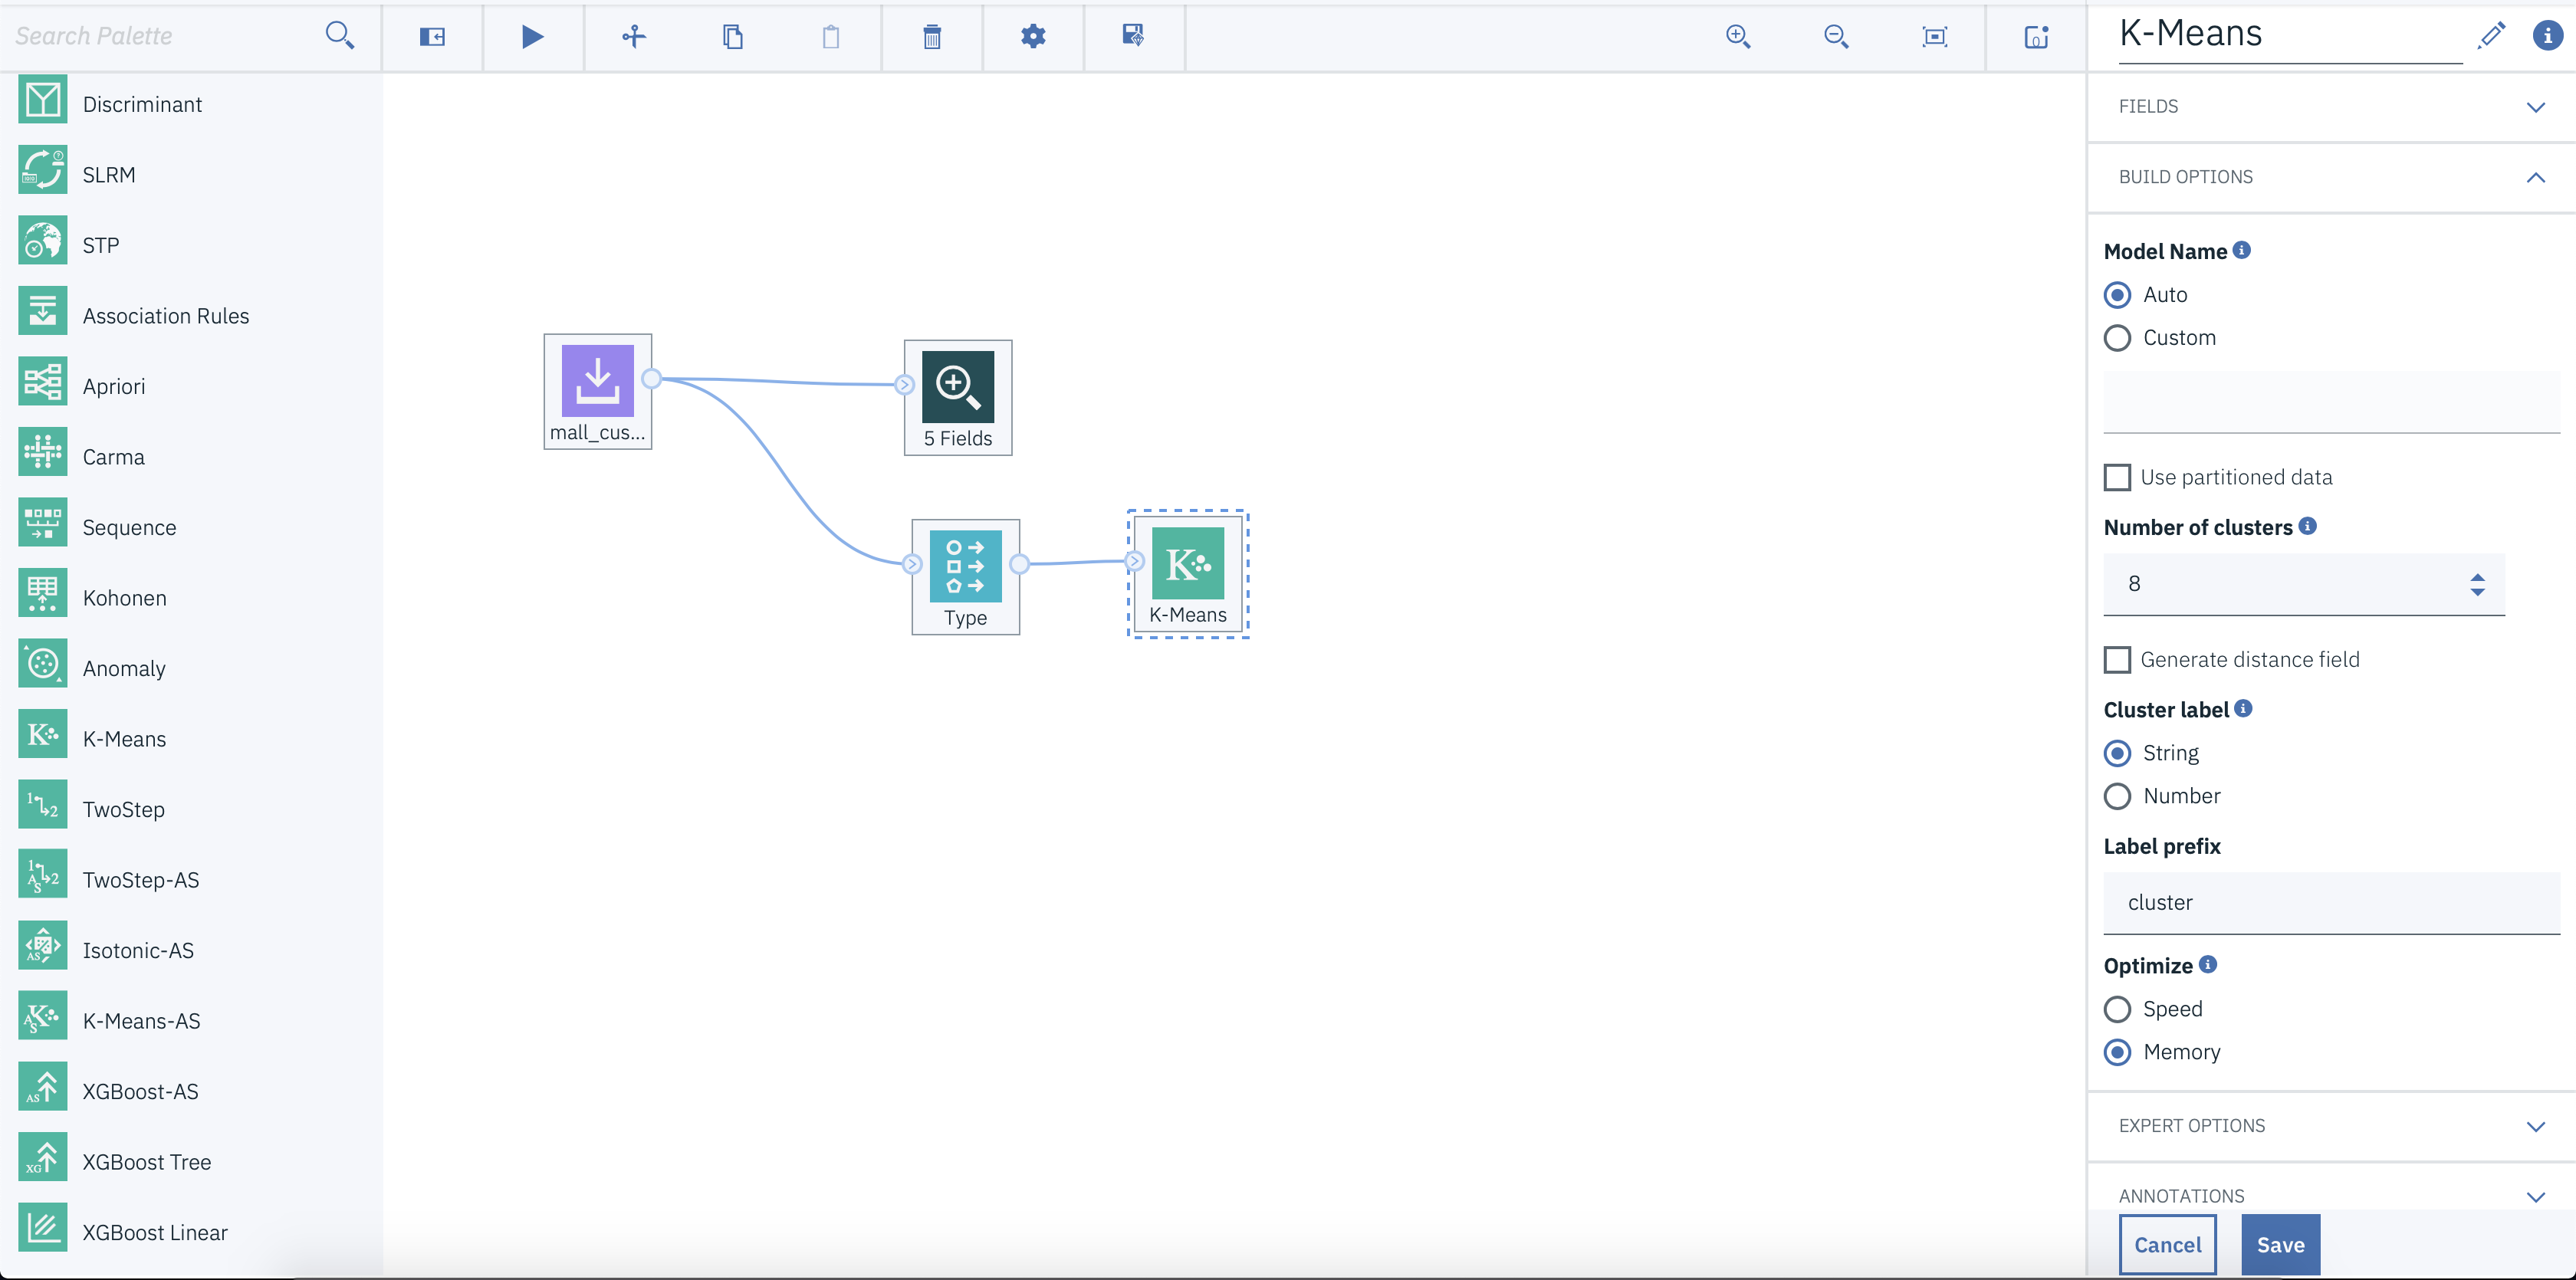 Search Palette
Discriminant
SLRM
STP
Association Rules
Apriori
Carma
Sequence
Kohonen
Anomaly
K-Means
TwoStep
TwoStep-AS
Isotonic-AS
K-Means-AS
XGBoost-AS
XGBoost Tree
XGBoost Linear
mall_cus...
5 Fields
Type
K-Means
K-Means
FIELDS
BUILD OPTIONS
Model Name
Auto
Custom
Use partitioned data
Number of clusters
8
Generate distance field
Cluster label
String
Number
Label prefix
cluster
Optimize
Speed
Memory
EXPERT OPTIONS
ANNOTATIONS
Cancel
Save